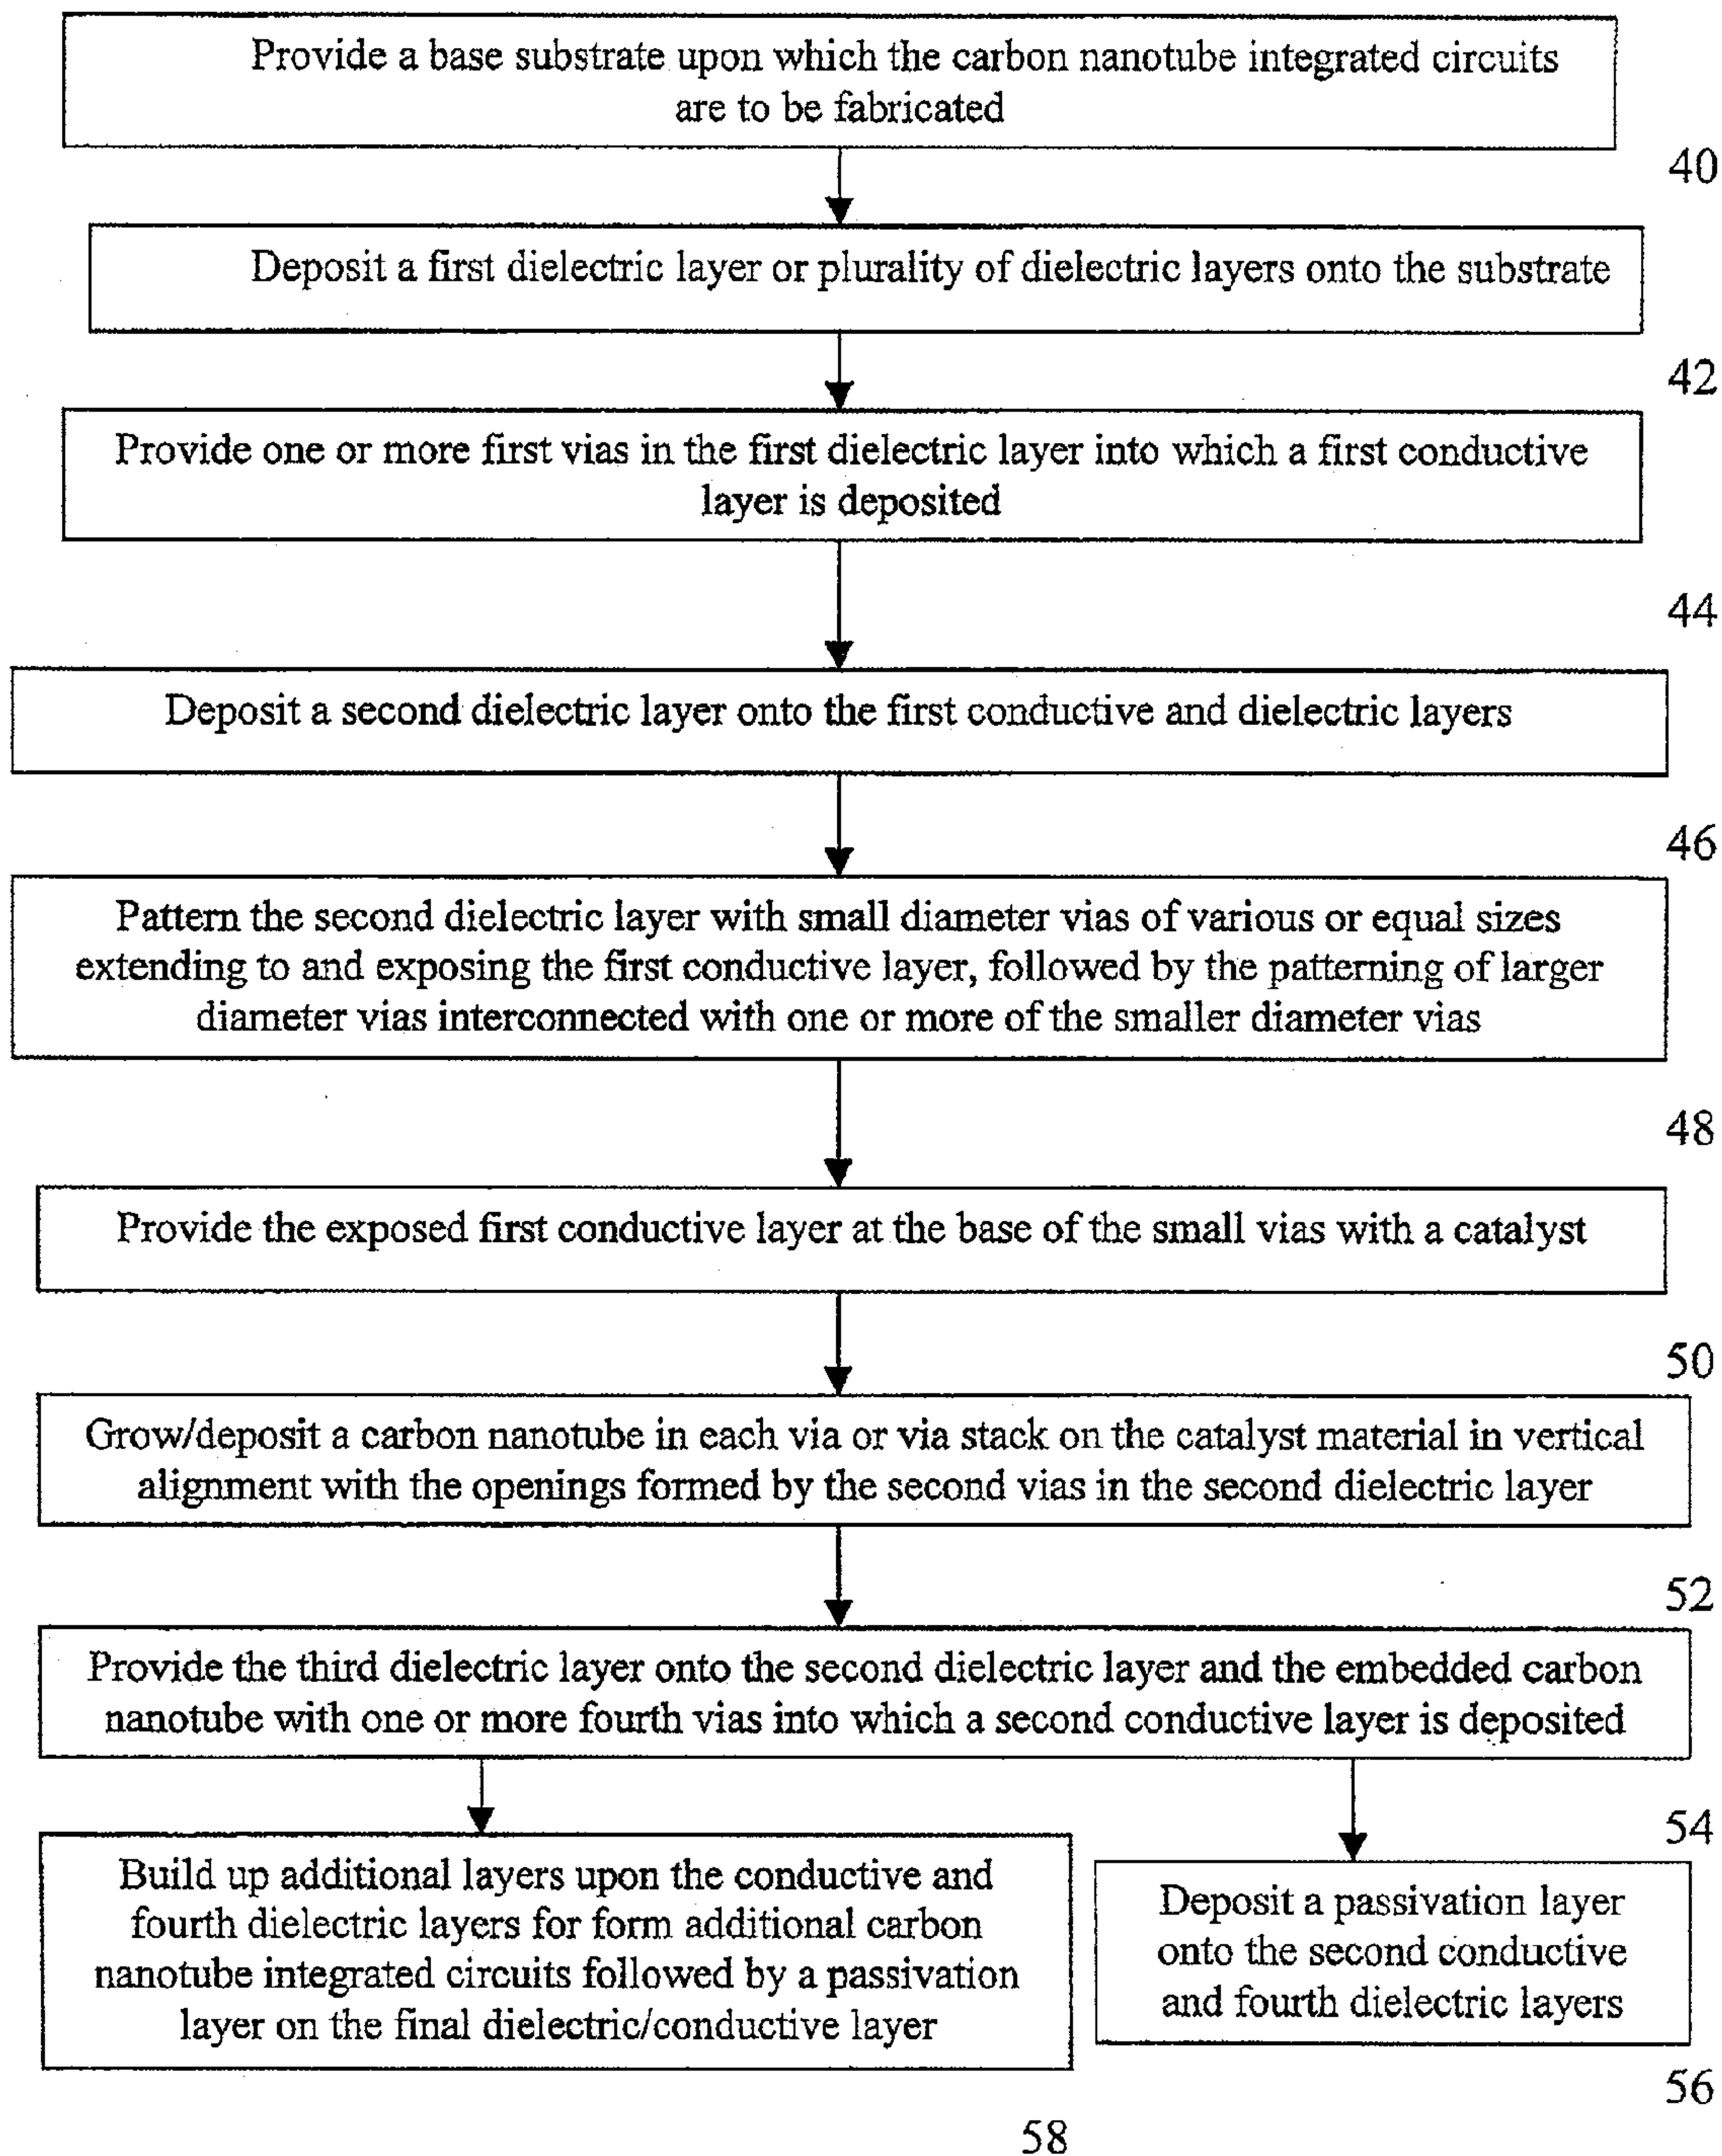 Provide a base substrate upon which the carbon nanotube integrated circuits
are to be fabricated
40
Deposit a first dielectric layer or plurality of dielectric layers onto the substrate
42
Provide one or more first vias in the first dielectric layer into which a first conductive
layer is deposited
44
Deposit a second dielectric layer onto the first conductive and dielectric layers
46
Pattern the second dielectric layer with small diameter vias of various or equal sizes
extending to and exposing the first conductive layer, followed by the patterning of larger
diameter vias interconnected with one or more of the smaller diameter vias
48
Provide the exposed first conductive layer at the base of the small vias with a catalyst
50
Grow/deposit a carbon nanotube in each via or via stack on the catalyst material in vertical
alignment with the openings formed by the second vias in the second dielectric layer
52
Provide the third dielectric layer onto the second dielectric layer and the embedded carbon
nanotube with one or more fourth vias into which a second conductive layer is deposited
54
Build up additional layers upon the conductive and
fourth dielectric layers for form additional carbon
nanotube integrated circuits followed by a passivation
layer on the final dielectric/conductive layer
58
Deposit a passivation layer
onto the second conductive
and fourth dielectric layers
56